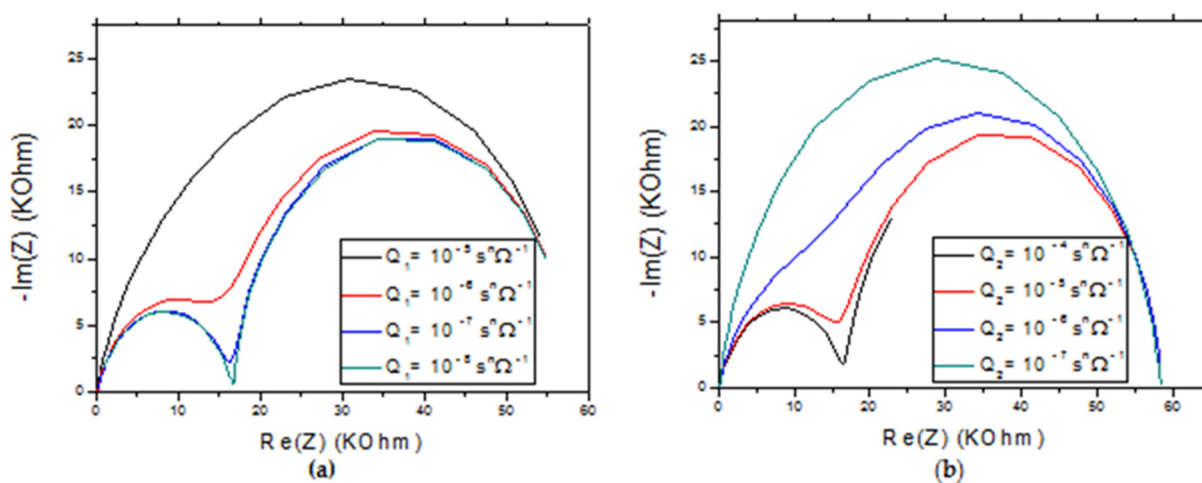 -Im(Z) (KOhm)
25
20
15
10
5
0
Q₁= 10⁻⁵ sⁿΩ⁻¹
Q₁= 10⁻⁶ sⁿΩ⁻¹
Q₁= 10⁻⁷ sⁿΩ⁻¹
Q₁= 10⁻⁸ sⁿΩ⁻¹
0 10 20 30 40 50 60
Re(Z) (KOhm)
(a)
-Im(Z) (KOhm)
25
20
15
10
5
0
Q₂= 10⁻⁴ sⁿΩ⁻¹
Q₂= 10⁻⁵ sⁿΩ⁻¹
Q₂= 10⁻⁶ sⁿΩ⁻¹
Q₂= 10⁻⁷ sⁿΩ⁻¹
0 10 20 30 40 50 60
Re(Z) (KOhm)
(b)